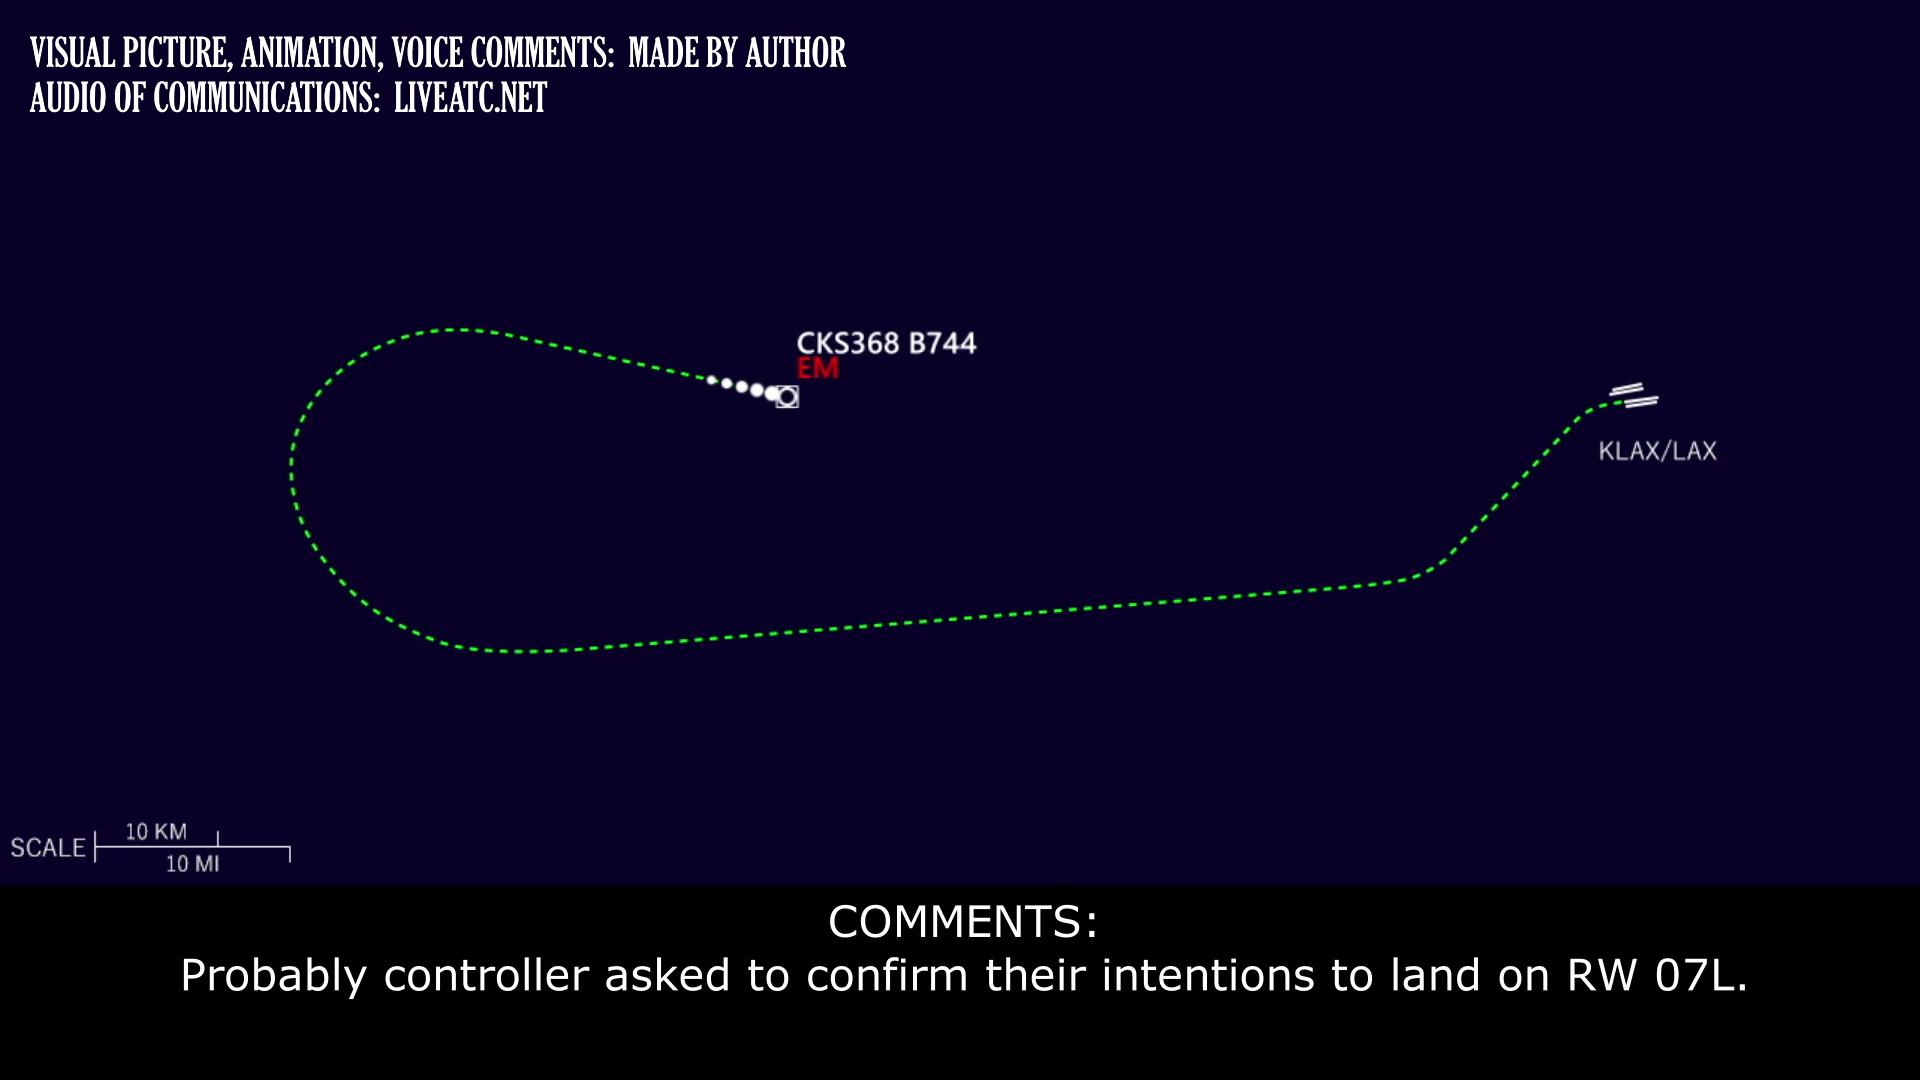 VISUAL PICTURE, ANIMATION, VOICE COMMENTS: MADE BY AUTHOR
AUDIO OF COMMUNICATIONS: LIVEATC.NET
CKS368 B744
EM
KLAX/LAX
10 KM
SCALE
10 MI
COMMENTS:
Probably controller asked to confirm their intentions to land on RW 07L.